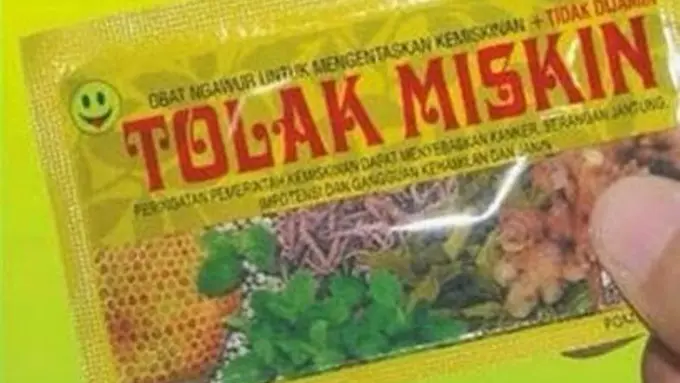 OBAT NGAWUR UNTUK MENGENTASKAN KEMISKINAN + TIDAK DIJAMIN
TOLAK MISKIN
PERINGATAN PEMERINTAH: KEMISKINAN DAPAT MENYEBABKAN KANKER, SERANGAN JANTUNG,
IMPOTENSI DAN GANGGUAN KEHAMILAN DAN JANIN